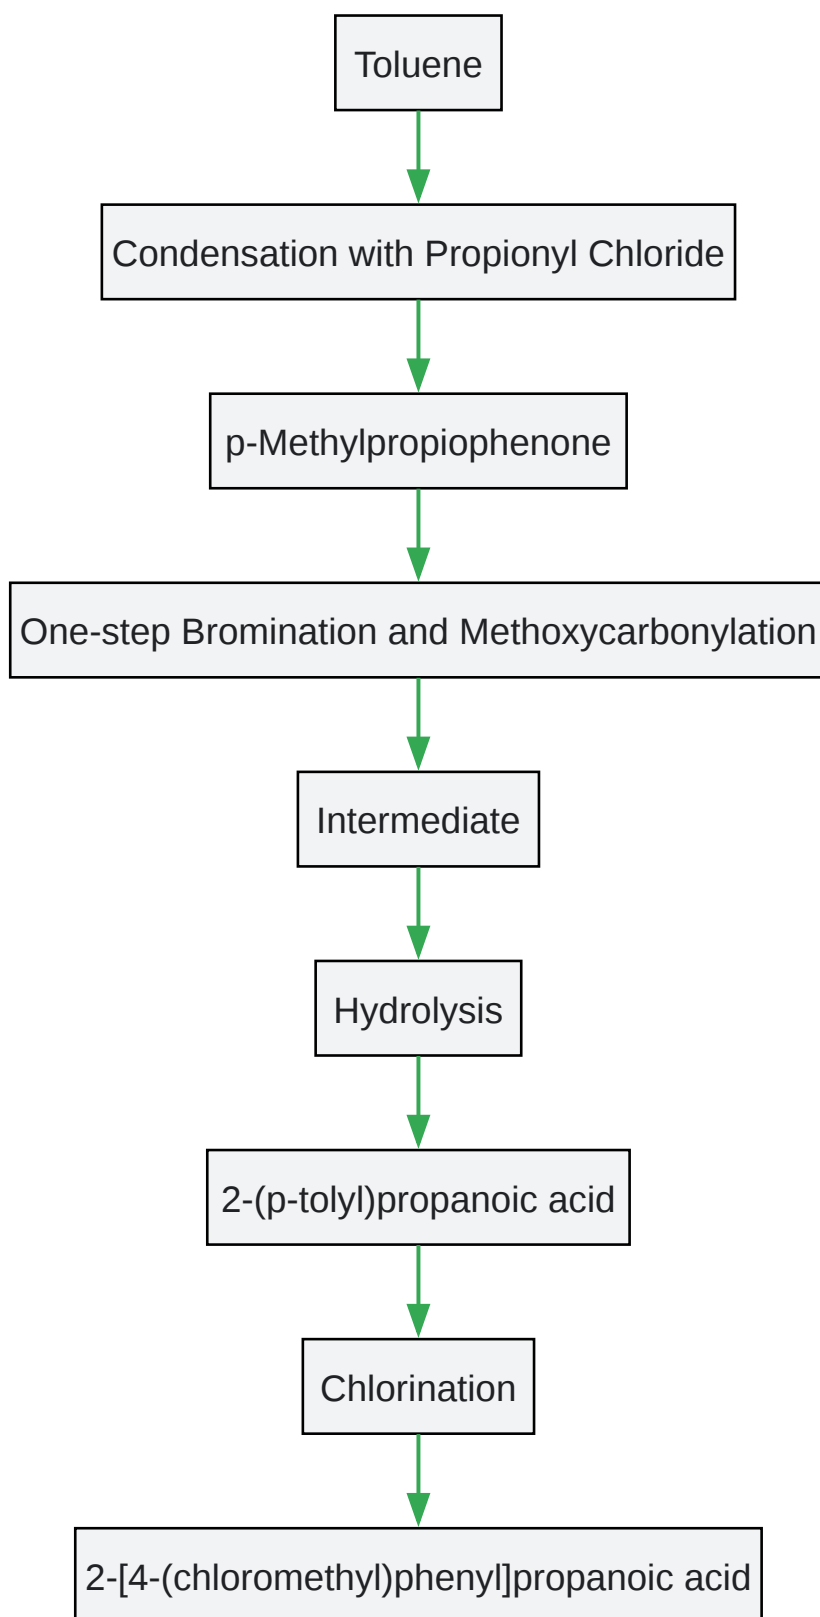 Toluene
Condensation with Propionyl Chloride
p-Methylpropiophenone
One-step Bromination and Methoxycarbonylation
Intermediate
Hydrolysis
2-(p-tolyl)propanoic acid
Chlorination
2-[4-(chloromethyl)phenyl]propanoic acid